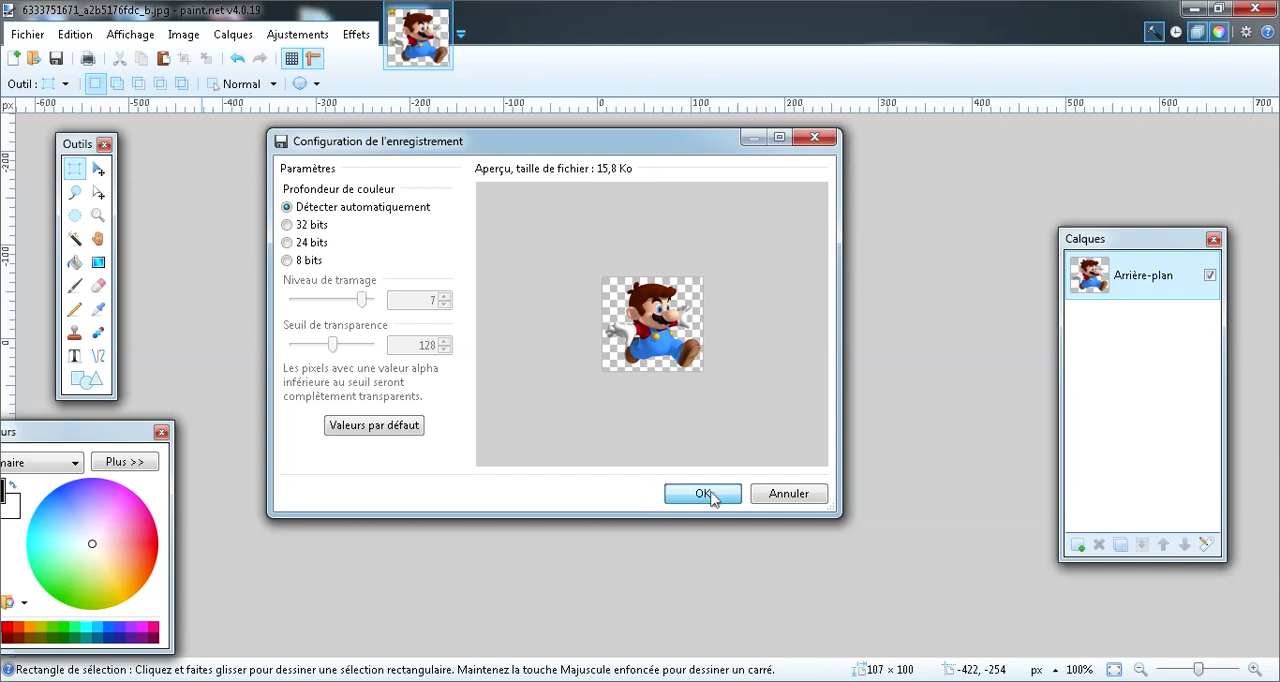 6333751671_a2b5176fdc_b.jpg - paint.net v4.0.19
Fichier Edition Affichage Image Calques Ajustements Effets
Outil : Normal
px -600 -500 -400 -300 -200 -100 0 100 200 300 400 500 600 700
-200
-100
0
Outils
Configuration de l'enregistrement
Paramètres
Profondeur de couleur
Détecter automatiquement
32 bits
24 bits
8 bits
Niveau de tramage
7
Seuil de transparence
128
Les pixels avec une valeur alpha
inférieure au seuil seront
complètement transparents.
Valeurs par défaut
Aperçu, taille de fichier : 15,8 Ko
OK Annuler
Calques
Arrière-plan
urs
maire Plus >>
Rectangle de sélection : Cliquez et faites glisser pour dessiner une sélection rectangulaire. Maintenez la touche Majuscule enfoncée pour dessiner un carré. 107 × 100 -422, -254 px 100%